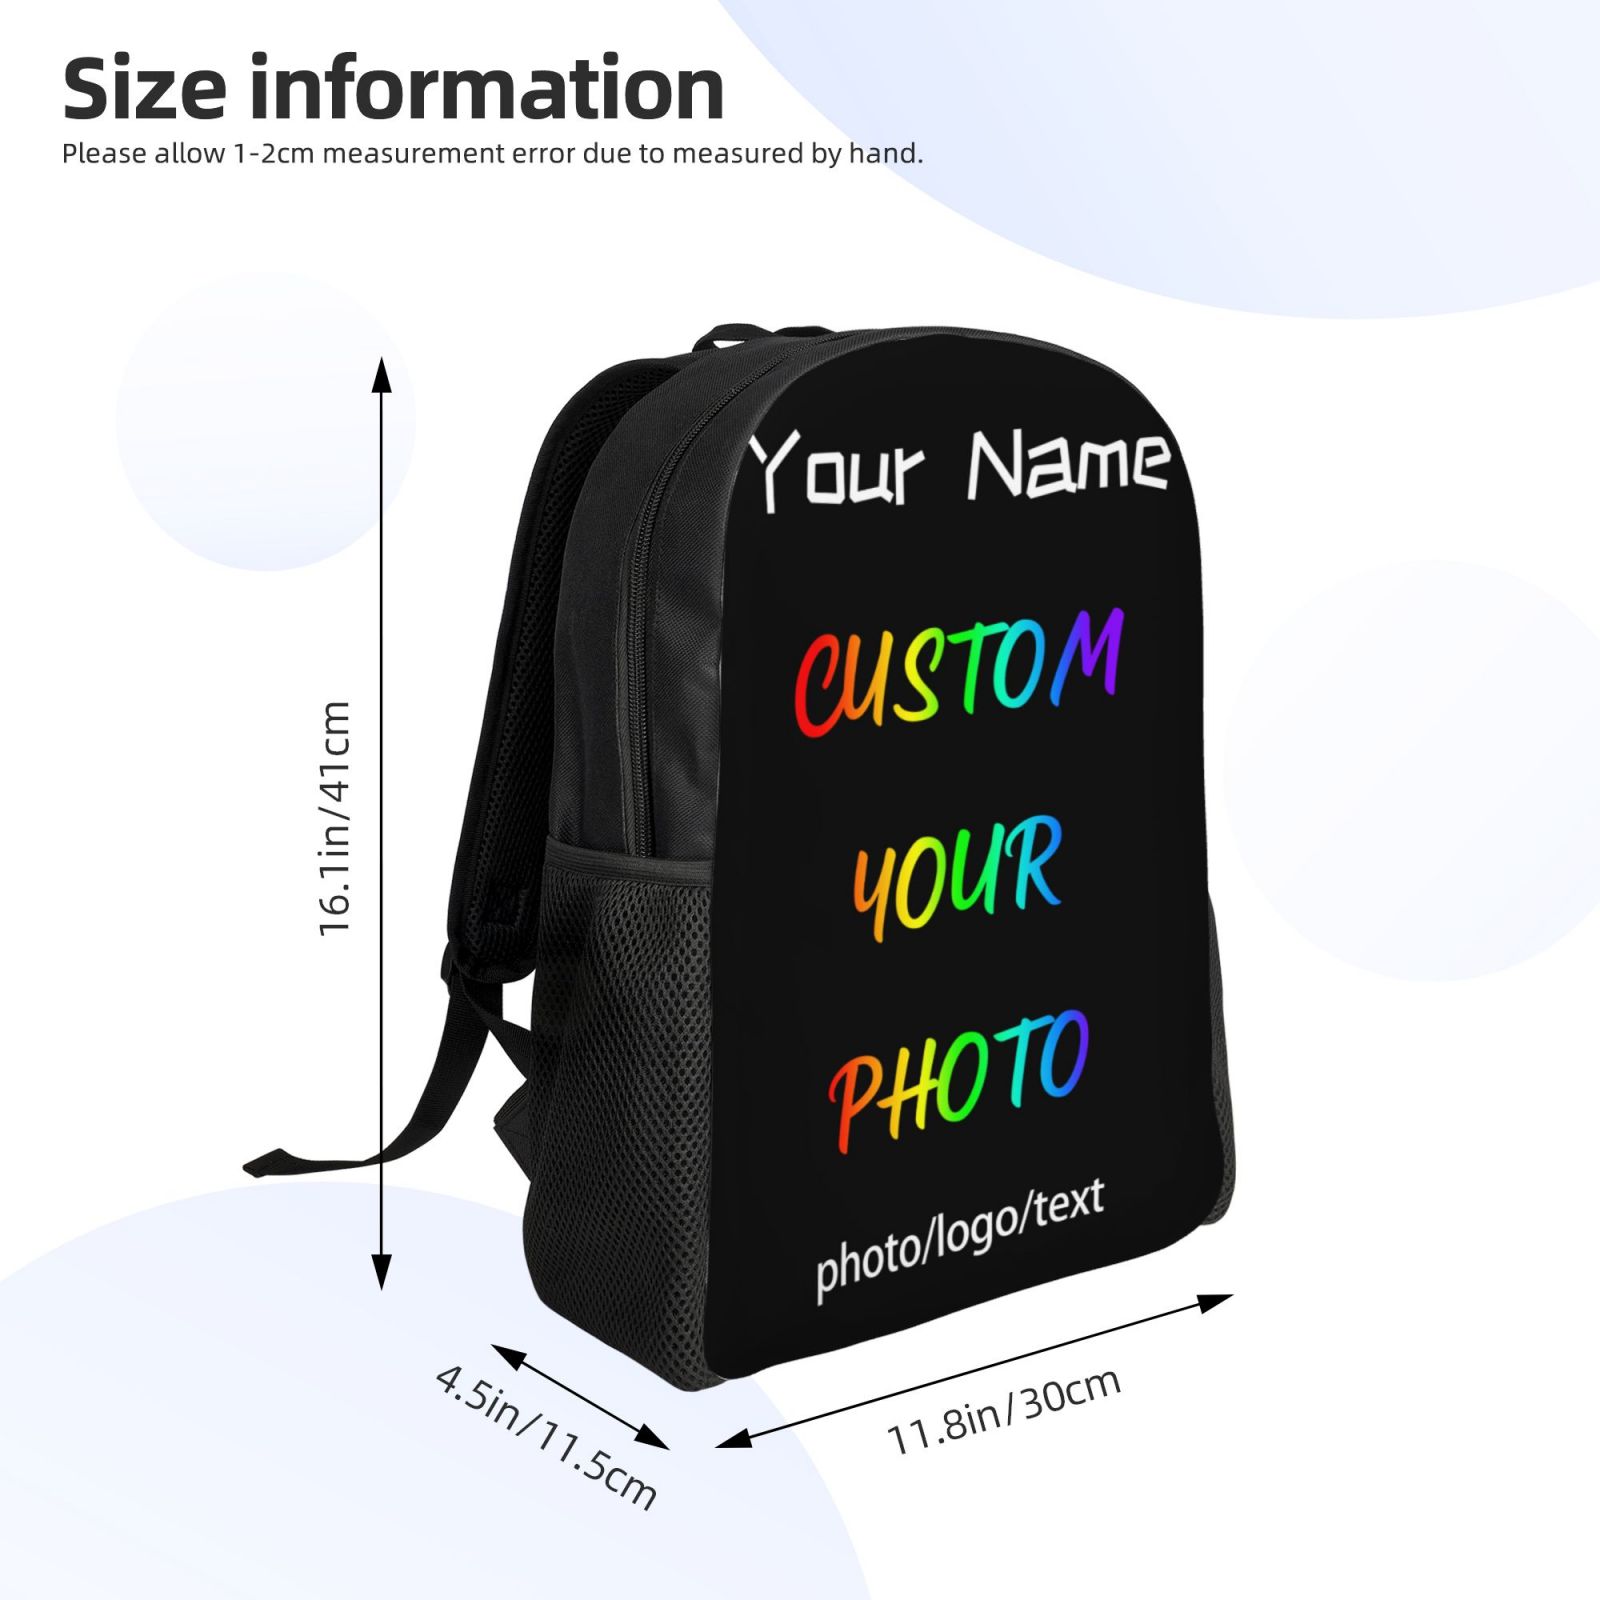 Size information
Please allow 1-2cm measurement error due to measured by hand.
Your Name
CUSTOM
YOUR
PHOTO
photo/logo/text
16.1in/41cm
4.5in/11.5cm
11.8in/30cm